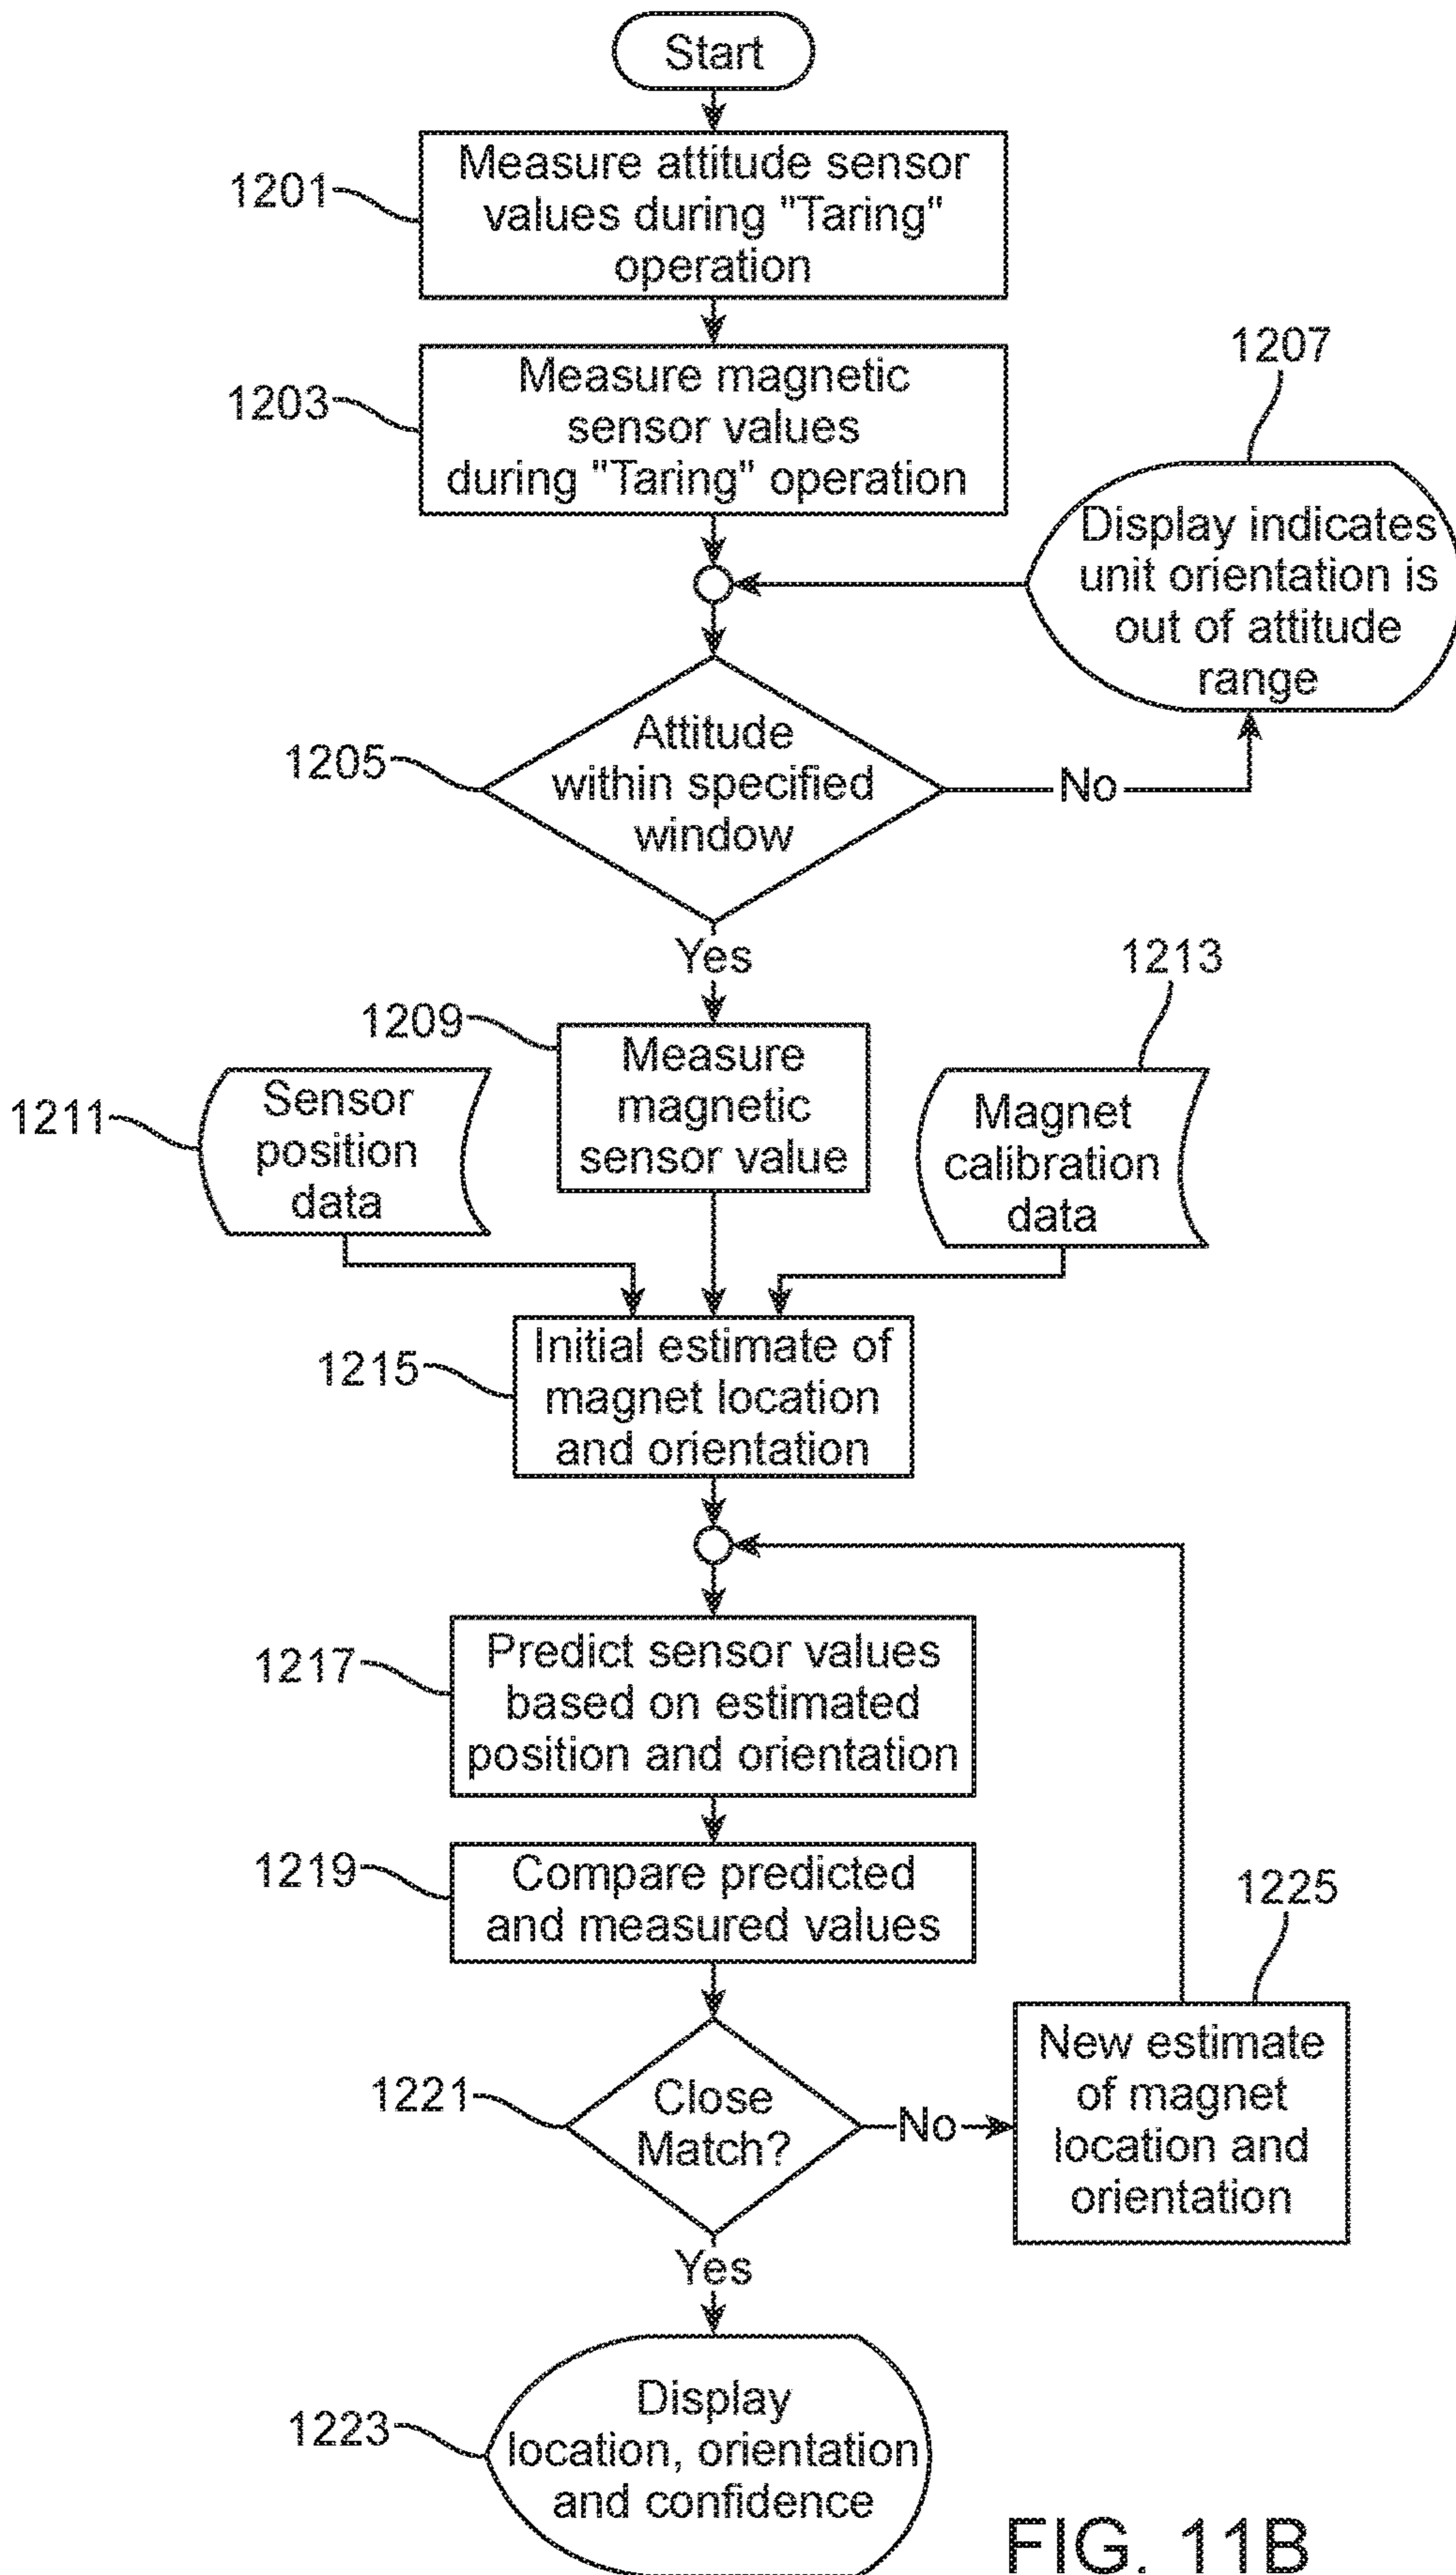 Start
1201
Measure attitude sensor
values during "Taring"
operation
1203
Measure magnetic
sensor values
during "Taring" operation
1207
Display indicates
unit orientation is
out of attitude
range
1205
Attitude
within specified
window
No
Yes
1209
Measure
magnetic
sensor value
1211
Sensor
position
data
1213
Magnet
calibration
data
1215
Initial estimate of
magnet location
and orientation
1217
Predict sensor values
based on estimated
position and orientation
1219
Compare predicted
and measured values
1221
Close
Match?
No
1225
New estimate
of magnet
location and
orientation
Yes
1223
Display
location, orientation
and confidence
FIG. 11B